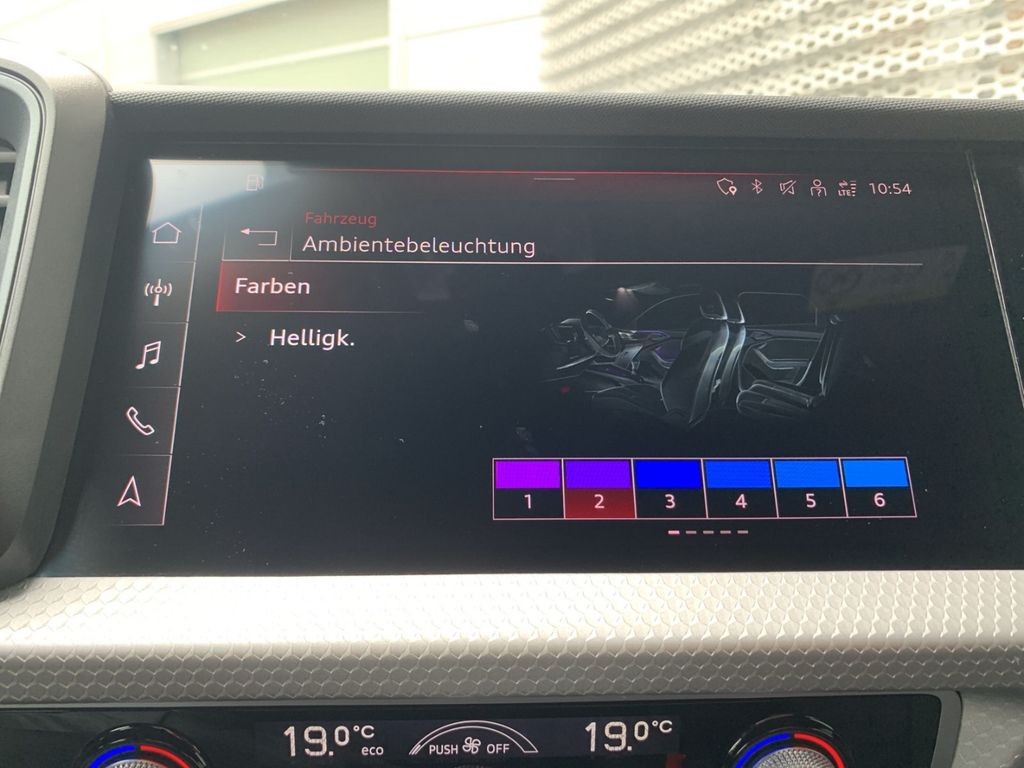 LTE 10:54
Fahrzeug
Ambientebeleuchtung
Farben
> Helligk.
1 2 3 4 5 6
19.0°C eco PUSH OFF 19.0°C